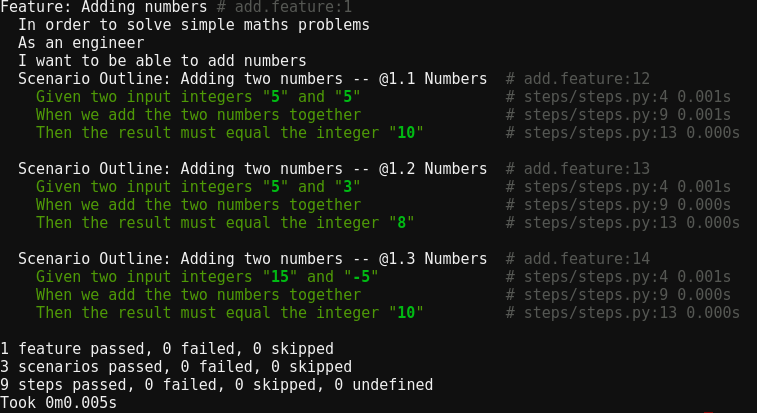 Feature: Adding numbers # add.feature:1
  In order to solve simple maths problems
  As an engineer
  I want to be able to add numbers
  Scenario Outline: Adding two numbers -- @1.1 Numbers  # add.feature:12
    Given two input integers "5" and "5"                # steps/steps.py:4 0.001s
    When we add the two numbers together                # steps/steps.py:9 0.001s
    Then the result must equal the integer "10"         # steps/steps.py:13 0.000s

  Scenario Outline: Adding two numbers -- @1.2 Numbers  # add.feature:13
    Given two input integers "5" and "3"                # steps/steps.py:4 0.001s
    When we add the two numbers together                # steps/steps.py:9 0.000s
    Then the result must equal the integer "8"          # steps/steps.py:13 0.000s

  Scenario Outline: Adding two numbers -- @1.3 Numbers  # add.feature:14
    Given two input integers "15" and "-5"              # steps/steps.py:4 0.001s
    When we add the two numbers together                # steps/steps.py:9 0.000s
    Then the result must equal the integer "10"         # steps/steps.py:13 0.000s

1 feature passed, 0 failed, 0 skipped
3 scenarios passed, 0 failed, 0 skipped
9 steps passed, 0 failed, 0 skipped, 0 undefined
Took 0m0.005s